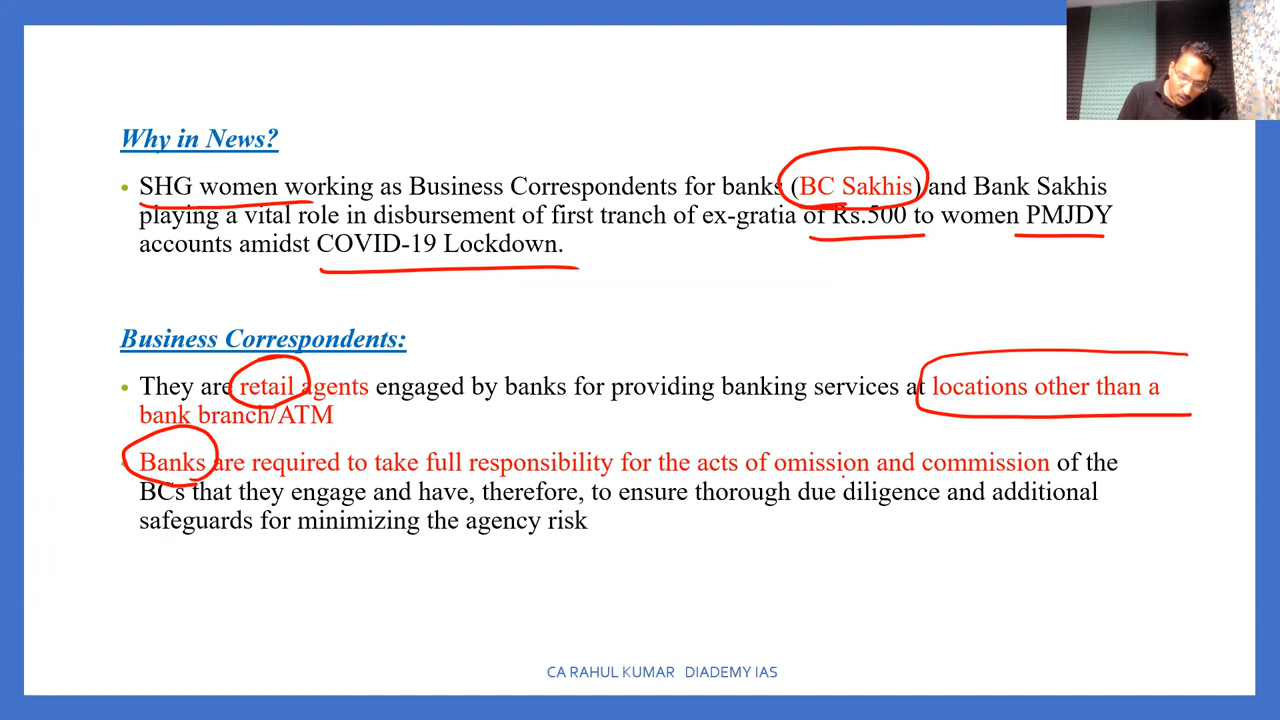 Why in News?
• SHG women working as Business Correspondents for banks (BC Sakhis) and Bank Sakhis
playing a vital role in disbursement of first tranch of ex-gratia of Rs.500 to women PMJDY
accounts amidst COVID-19 Lockdown.
Business Correspondents:
• They are retail agents engaged by banks for providing banking services at locations other than a
bank branch/ATM
• Banks are required to take full responsibility for the acts of omission and commission of the
BCs that they engage and have, therefore, to ensure thorough due diligence and additional
safeguards for minimizing the agency risk
CA RAHUL KUMAR DIADEMY IAS